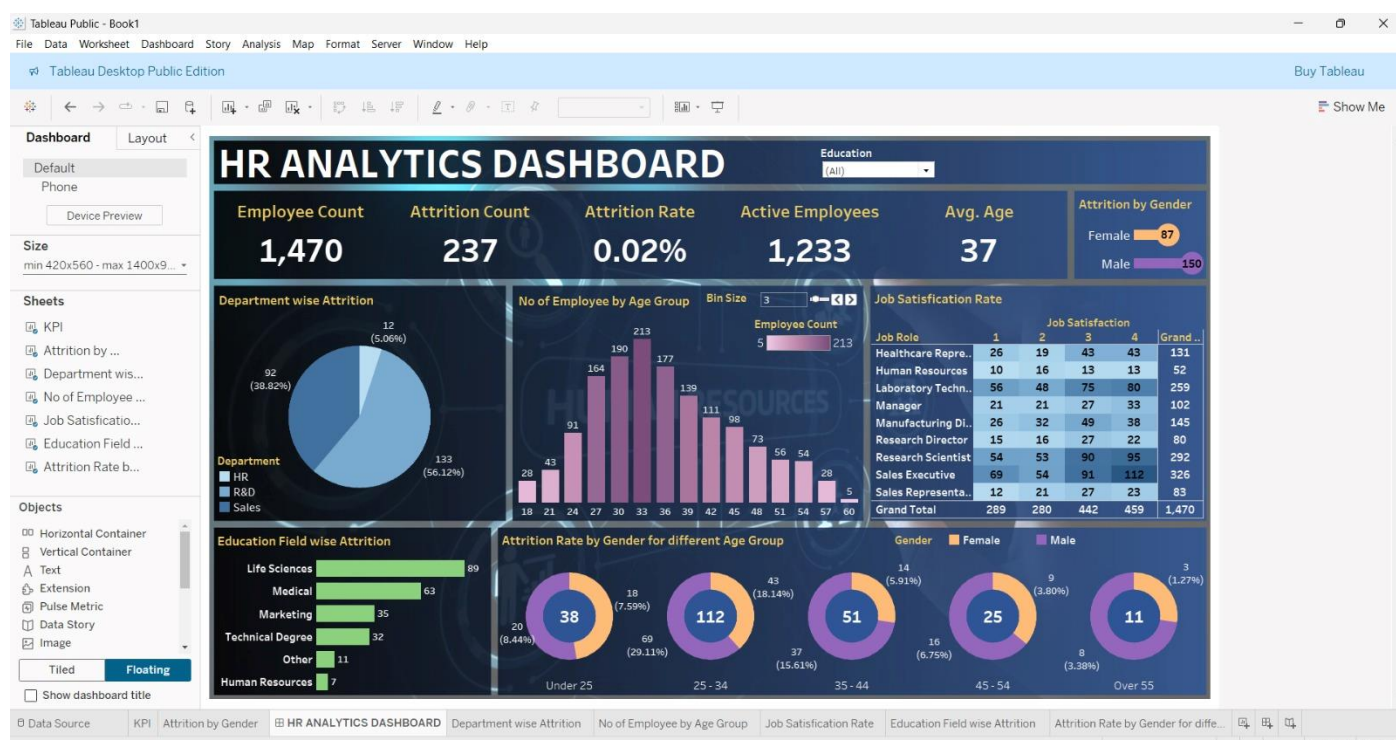 Tableau Public - Book1
File Data Worksheet Dashboard Story Analysis Map Format Server Window Help
Tableau Desktop Public Edition
Buy Tableau
Show Me
Dashboard Layout
Default
Phone
Device Preview
Size
min 420x560 - max 1400x9...
Sheets
KPI
Attrition by ...
Department wis...
No of Employee ...
Job Satisficatio...
Education Field ...
Attrition Rate b...
Objects
Horizontal Container
Vertical Container
Text
Extension
Pulse Metric
Data Story
Image
Tiled Floating
Show dashboard title
HR ANALYTICS DASHBOARD
Education
(All)
Employee Count Attrition Count Attrition Rate Active Employees Avg. Age
1,470 237 0.02% 1,233 37
Attrition by Gender
Female 87
Male 150
Department wise Attrition
12
(5.06%)
92
(38.82%)
133
(56.12%)
Department
HR
R&D
Sales
No of Employee by Age Group
Bin Size 3
Employee Count
5 213
28 43 91 164 190 213 177 139 111 98 73 56 54 28 5
18 21 24 27 30 33 36 39 42 45 48 51 54 57 60
HUMAN RESOURCES
Job Satisfication Rate
Job Satisfaction
Job Role 1 2 3 4 Grand ..
Healthcare Repre.. 26 19 43 43 131
Human Resources 10 16 13 13 52
Laboratory Techn.. 56 48 75 80 259
Manager 21 21 27 33 102
Manufacturing Di.. 26 32 49 38 145
Research Director 15 16 27 22 80
Research Scientist 54 53 90 95 292
Sales Executive 69 54 91 112 326
Sales Representa.. 12 21 27 23 83
Grand Total 289 280 442 459 1,470
Education Field wise Attrition
Life Sciences 89
Medical 63
Marketing 35
Technical Degree 32
Other 11
Human Resources 7
Attrition Rate by Gender for different Age Group
Gender Female Male
38
18
(7.59%)
20
(8.44%)
Under 25
112
43
(18.14%)
69
(29.11%)
25 - 34
51
14
(5.91%)
37
(15.61%)
35 - 44
25
9
(3.80%)
16
(6.75%)
45 - 54
11
3
(1.27%)
8
(3.38%)
Over 55
Data Source KPI Attrition by Gender HR ANALYTICS DASHBOARD Department wise Attrition No of Employee by Age Group Job Satisfication Rate Education Field wise Attrition Attrition Rate by Gender for diffe...